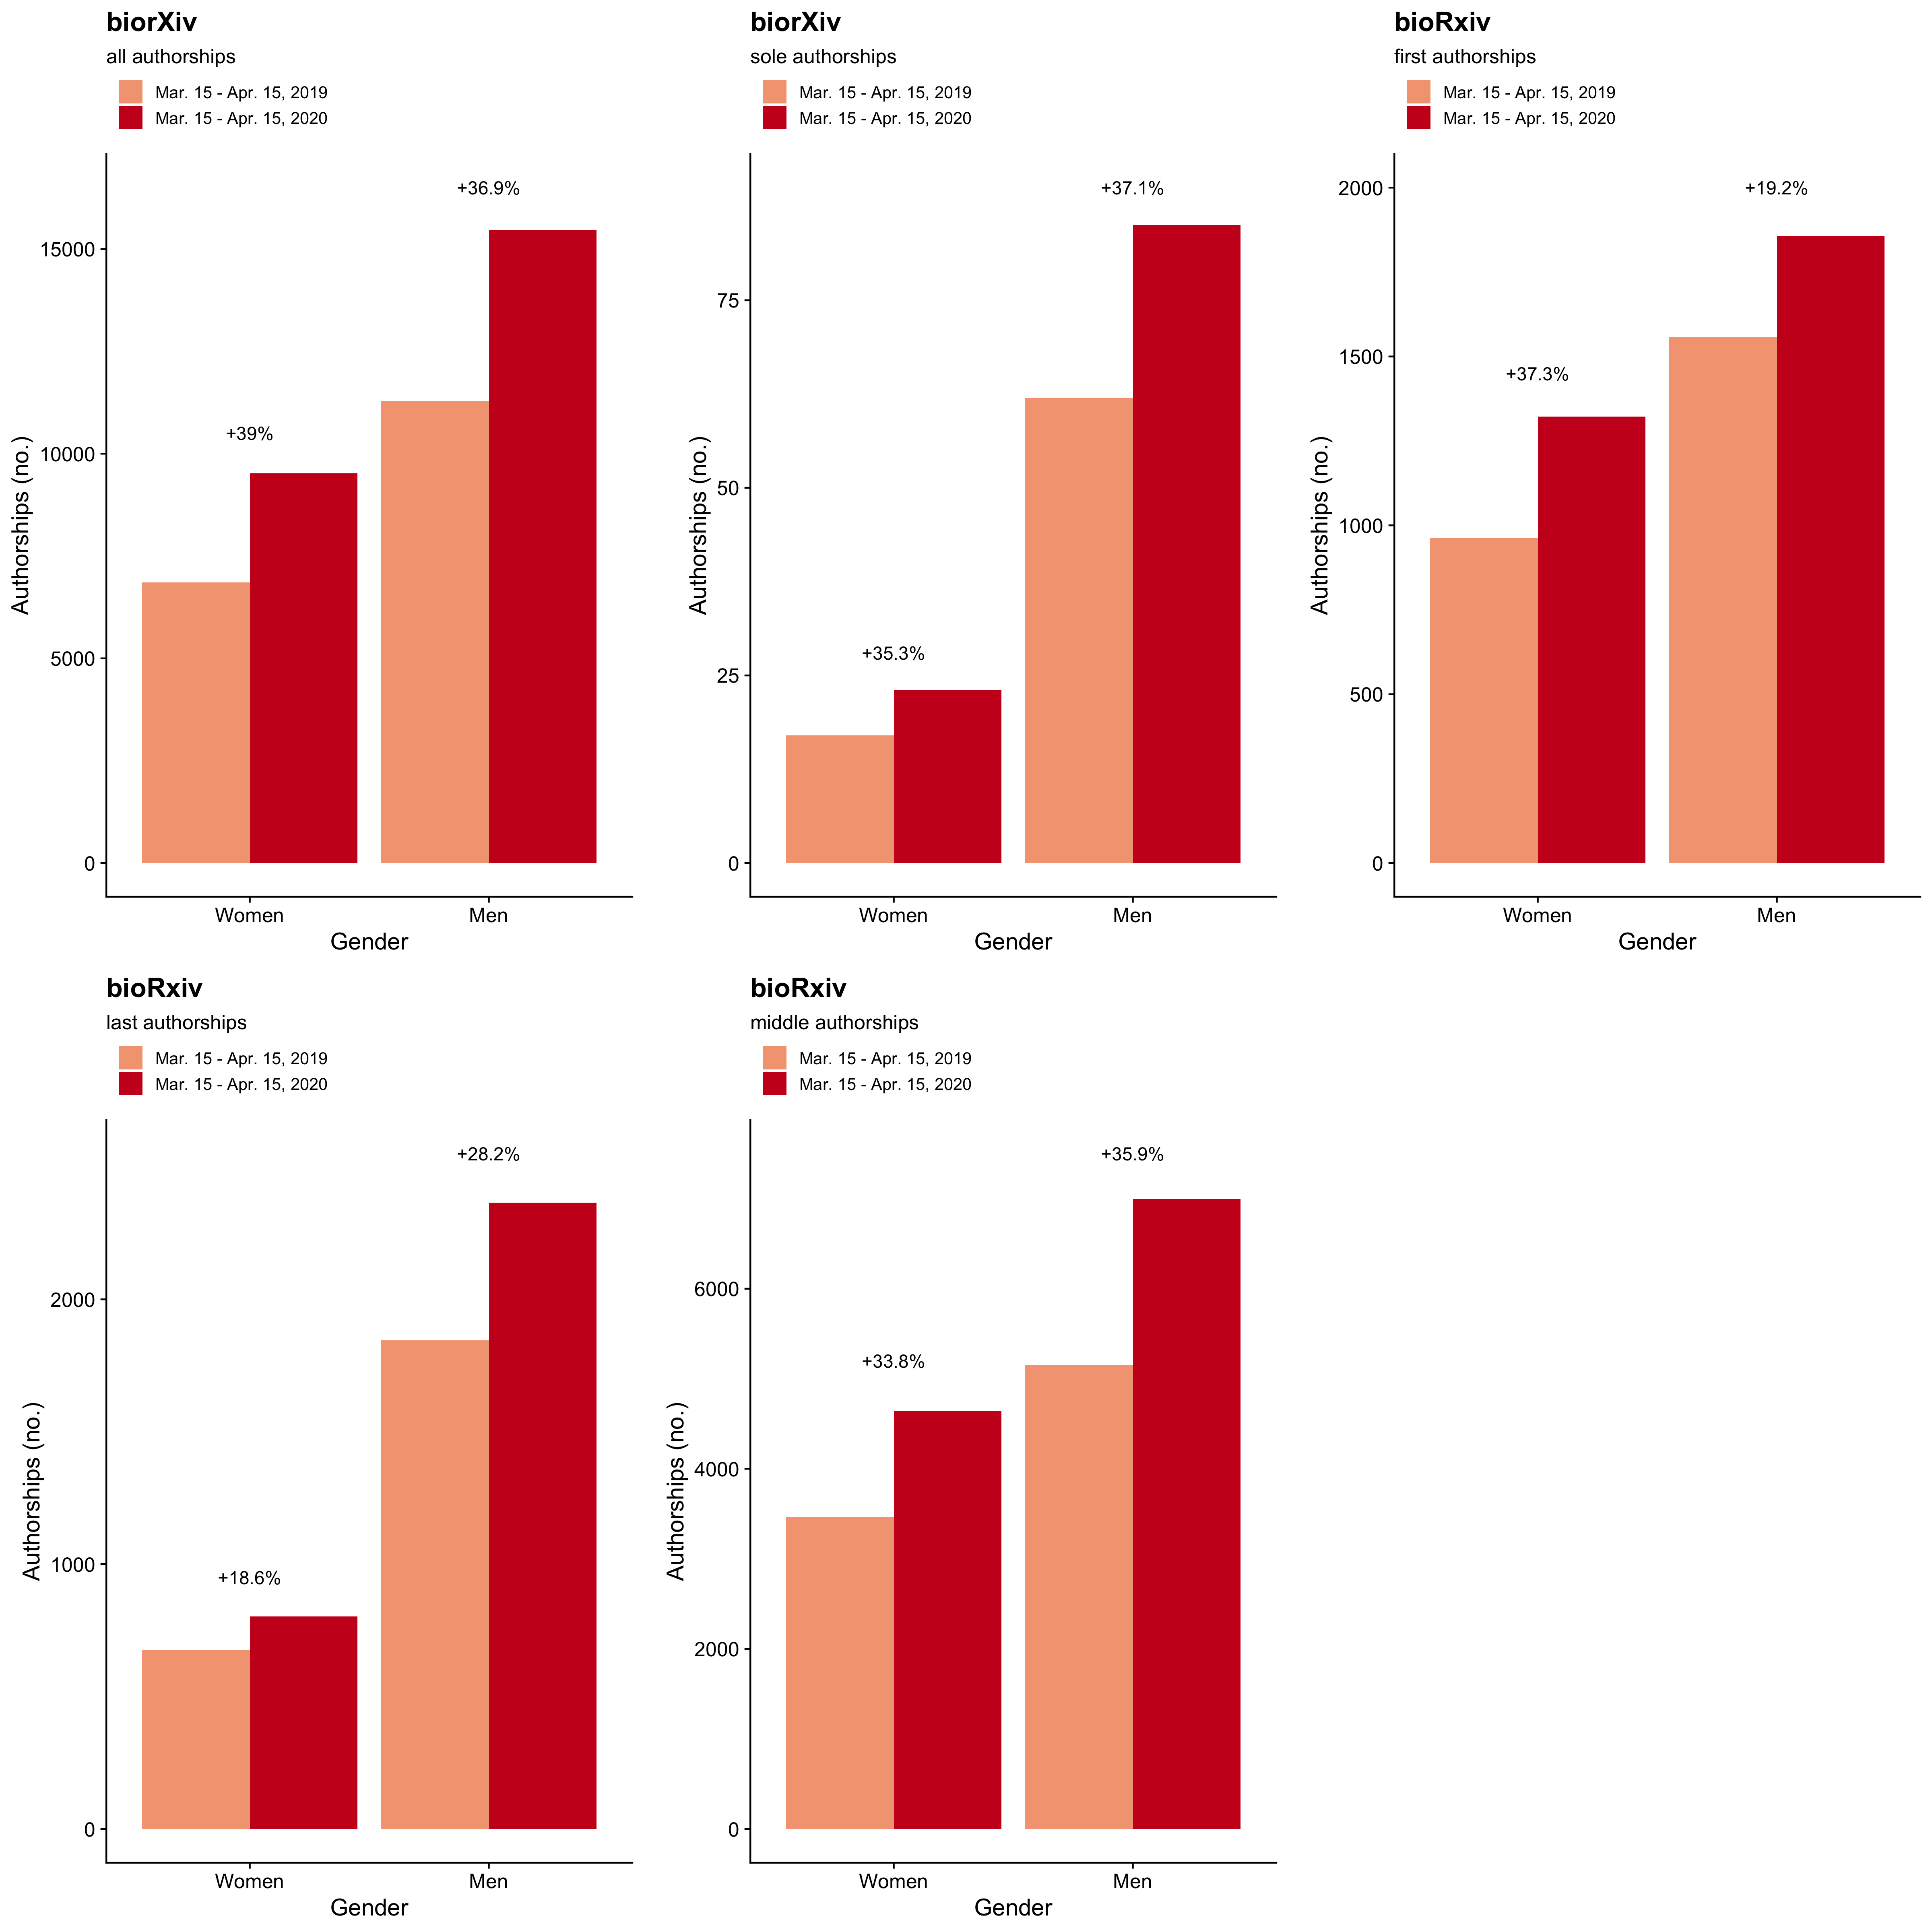 biorXiv
all authorships
Mar. 15 - Apr. 15, 2019
Mar. 15 - Apr. 15, 2020
+36.9%
+39%
15000
10000
5000
0
Authorships (no.)
Women
Men
Gender
biorXiv
sole authorships
Mar. 15 - Apr. 15, 2019
Mar. 15 - Apr. 15, 2020
+37.1%
+35.3%
75
50
25
0
Authorships (no.)
Women
Men
Gender
bioRxiv
first authorships
Mar. 15 - Apr. 15, 2019
Mar. 15 - Apr. 15, 2020
+19.2%
+37.3%
2000
1500
1000
500
0
Authorships (no.)
Women
Men
Gender
bioRxiv
last authorships
Mar. 15 - Apr. 15, 2019
Mar. 15 - Apr. 15, 2020
+28.2%
+18.6%
2000
1000
0
Authorships (no.)
Women
Men
Gender
bioRxiv
middle authorships
Mar. 15 - Apr. 15, 2019
Mar. 15 - Apr. 15, 2020
+35.9%
+33.8%
6000
4000
2000
0
Authorships (no.)
Women
Men
Gender